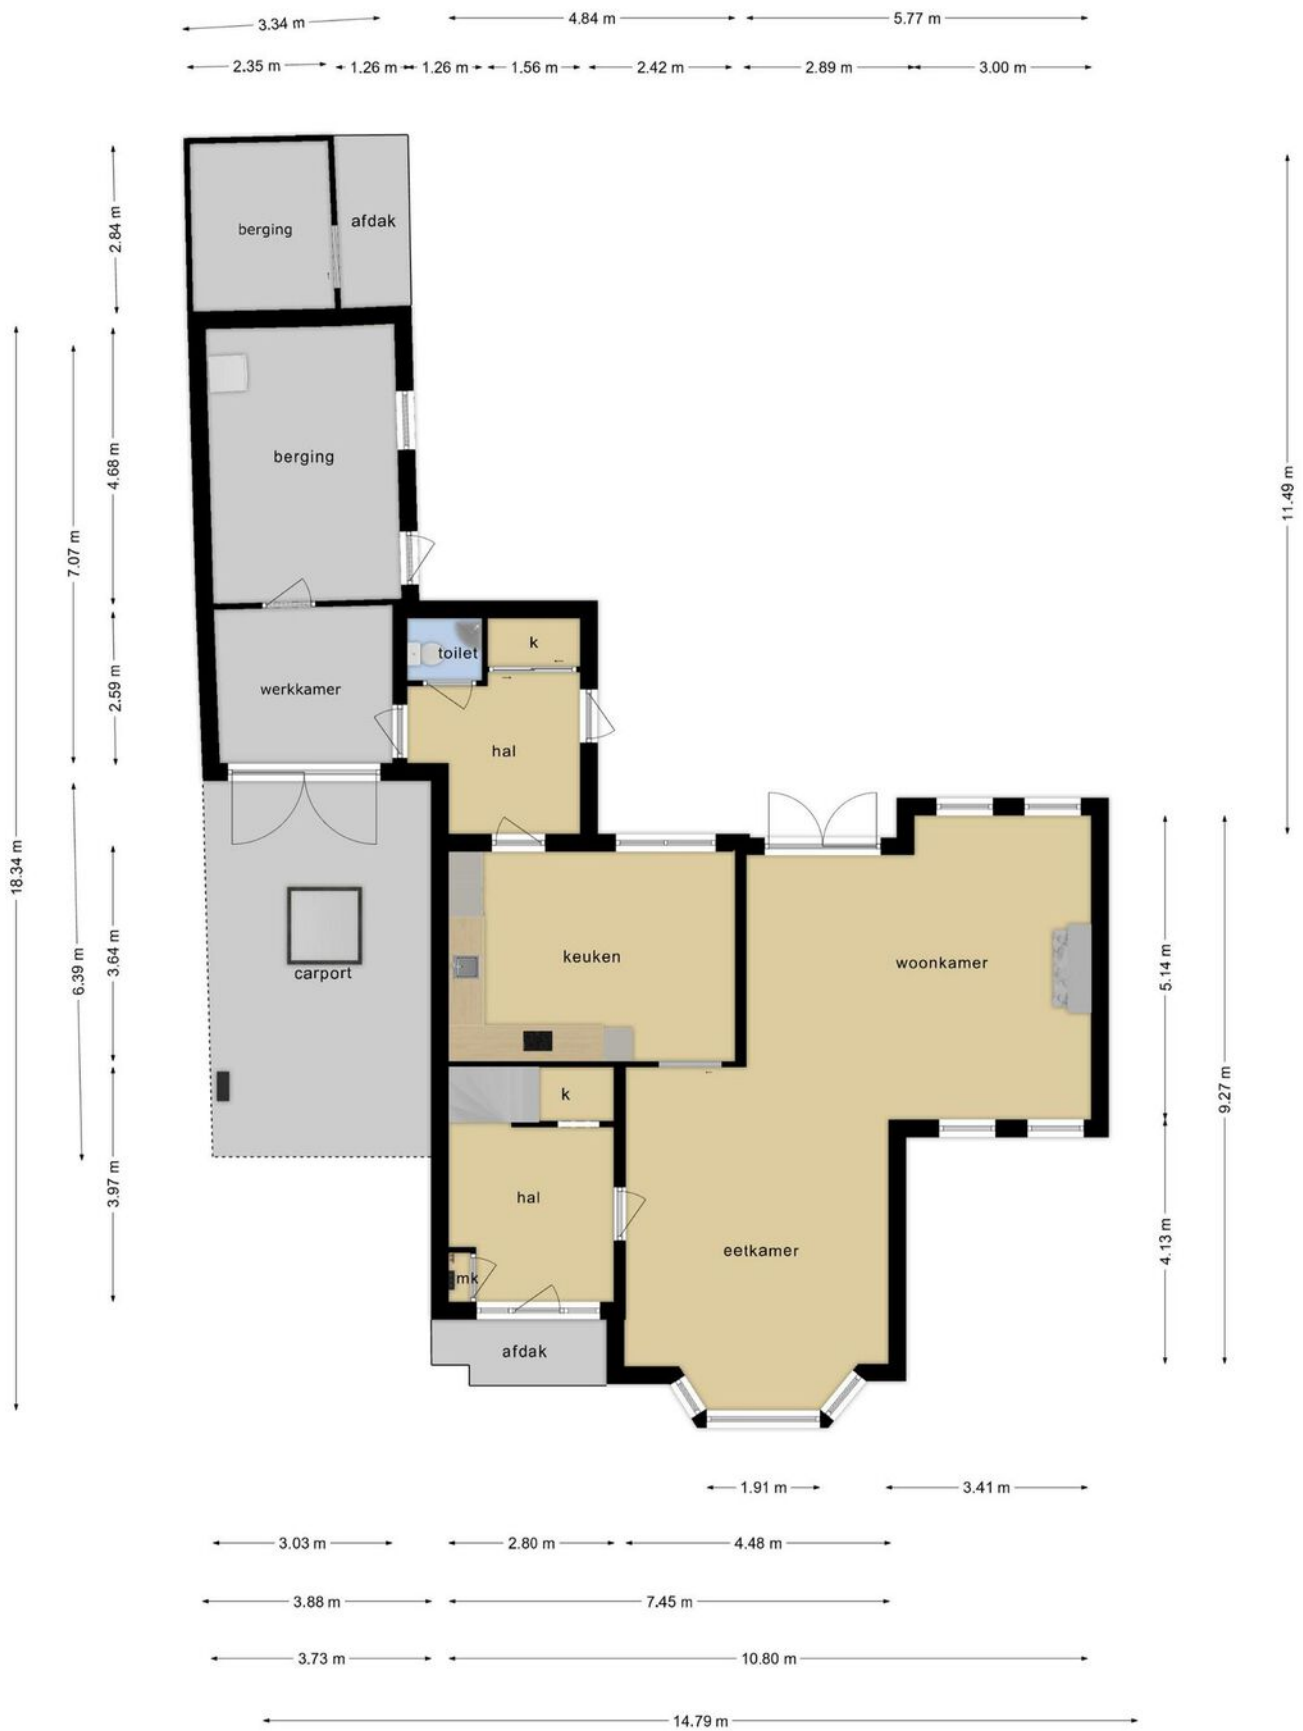 3.34 m
4.84 m
5.77 m
2.35 m
1.26 m
1.26 m
1.56 m
2.42 m
2.89 m
3.00 m
2.84 m
berging
afdak
18.34 m
7.07 m
4.68 m
berging
11.49 m
2.59 m
werkkamer
toilet
k
hal
6.39 m
3.64 m
carport
keuken
woonkamer
5.14 m
9.27 m
3.97 m
k
hal
mk
eetkamer
4.13 m
afdak
1.91 m
3.41 m
3.03 m
2.80 m
4.48 m
3.88 m
7.45 m
3.73 m
10.80 m
14.79 m